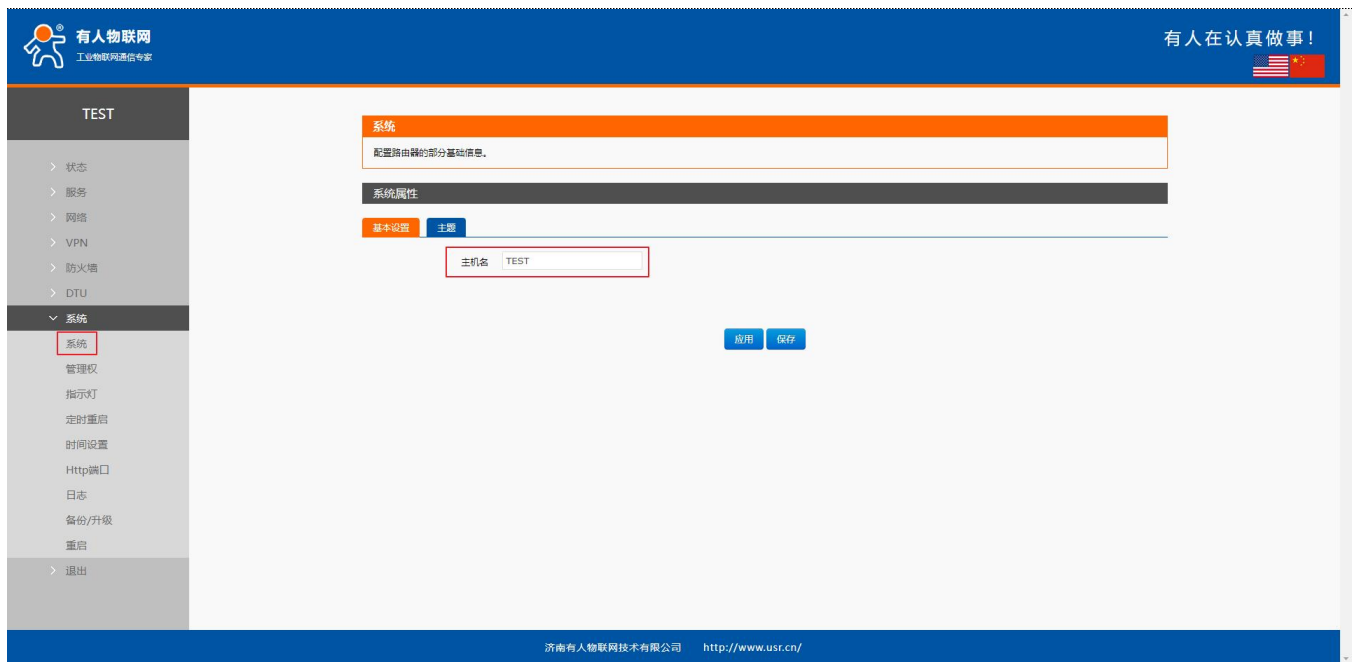 有人物联网®
工业物联网通信专家
有人在认真做事!
TEST
状态
服务
网络
VPN
防火墙
DTU
系统
系统
管理权
指示灯
定时重启
时间设置
Http端口
日志
备份/升级
重启
退出
系统
配置路由器的部分基础信息。
系统属性
基本设置 主题
主机名 TEST
应用 保存
济南有人物联网技术有限公司 http://www.usr.cn/